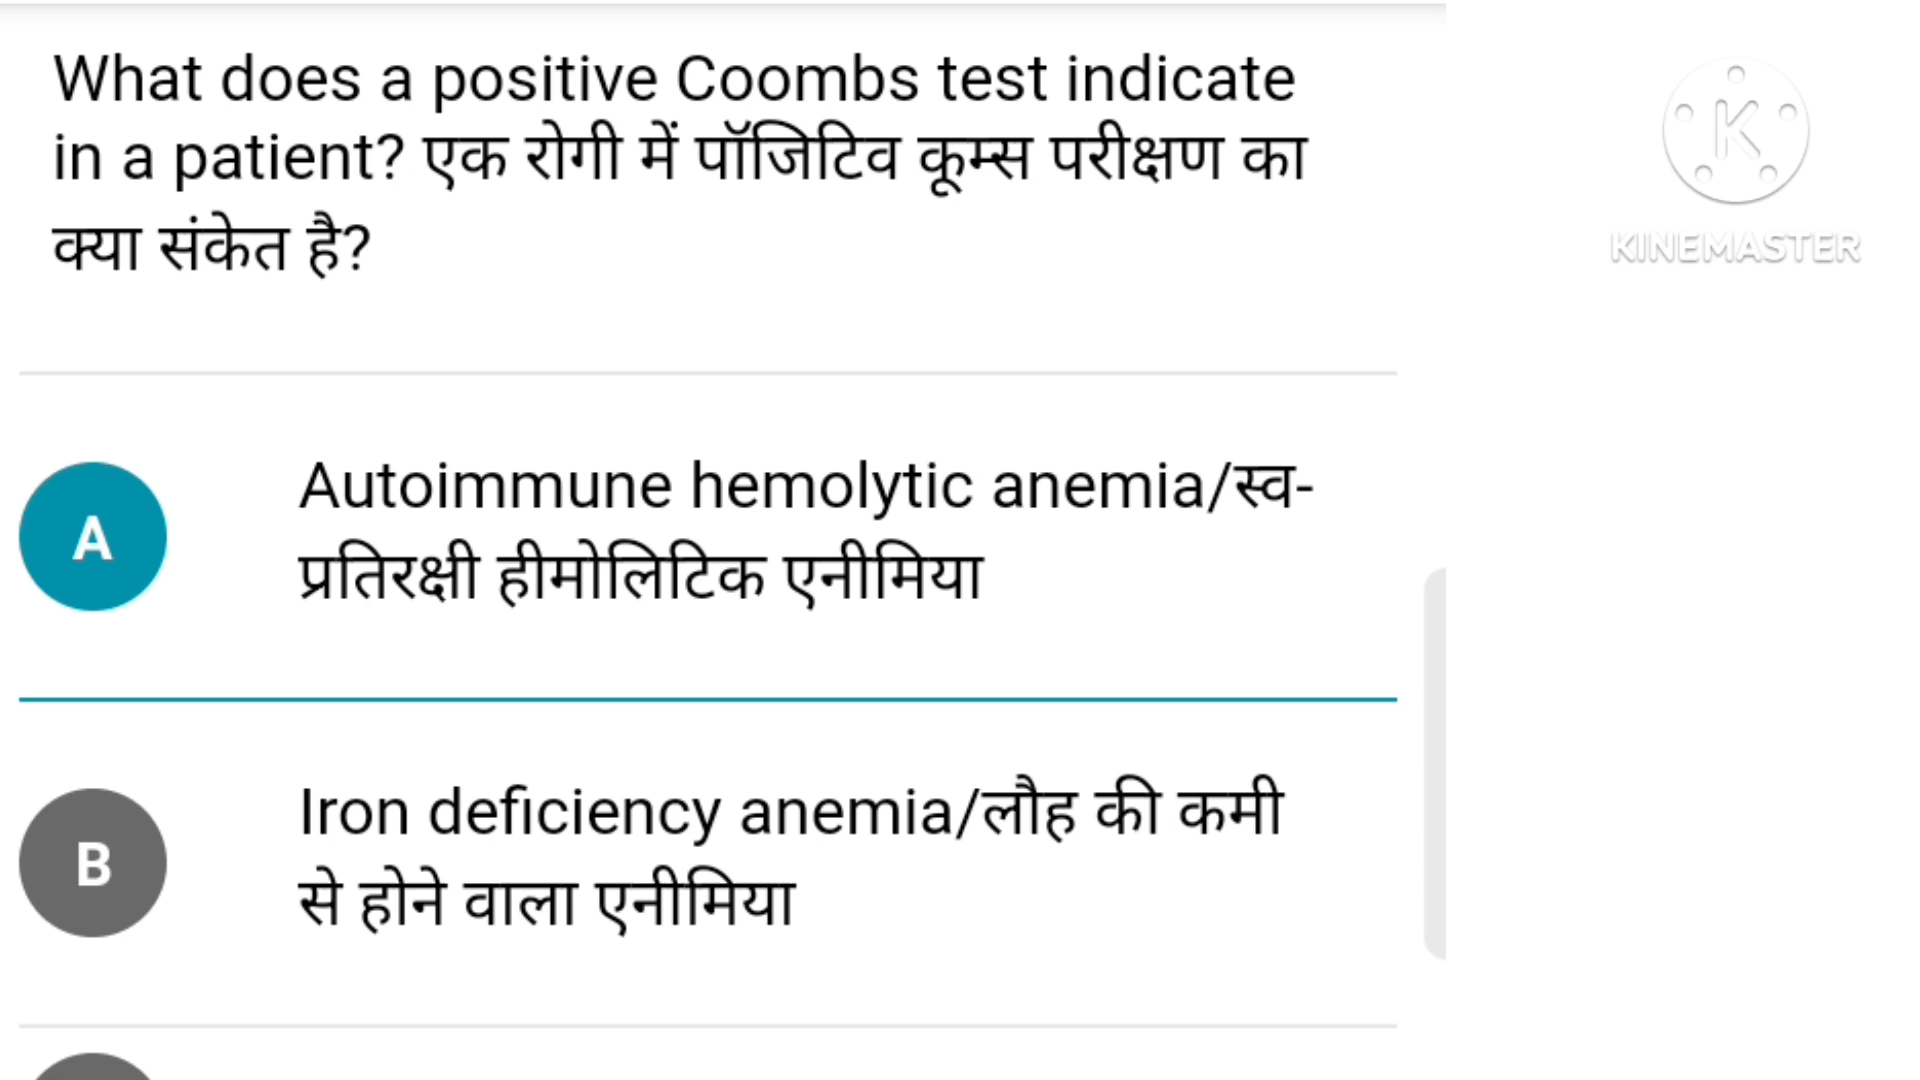 What does a positive Coombs test indicate
in a patient? एक रोगी में पॉजिटिव कूम्स परीक्षण का
क्या संकेत है?
K
KINEMASTER
A
Autoimmune hemolytic anemia/स्व-
प्रतिरक्षी हीमोलिटिक एनीमिया
B
Iron deficiency anemia/लौह की कमी
से होने वाला एनीमिया